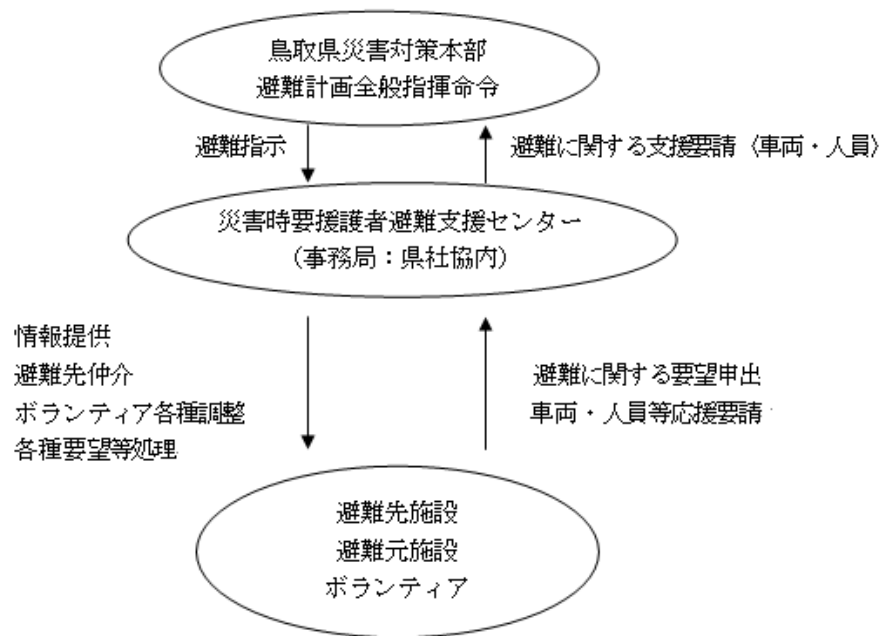 鳥取県災害対策本部
避難計画全般指揮命令
避難指示
避難に関する支援要請（車両・人員）
災害時要援護者避難支援センター
（事務局：県社協内）
情報提供
避難先仲介
ボランティア各種調整
各種要望等処理
避難に関する要望申出
車両・人員等応援要請
避難先施設
避難元施設
ボランティア